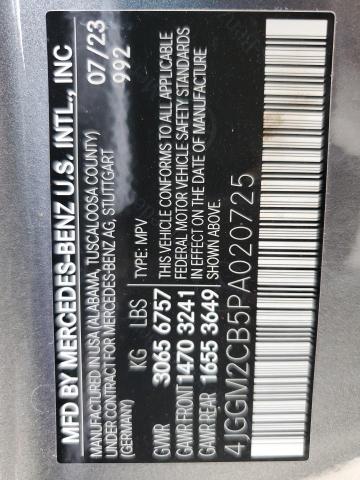 MFD BY MERCEDES-BENZ U.S. INTL., INC
MANUFACTURED IN USA (ALABAMA, TUSCALOOSA COUNTY)
UNDER CONTRACT FOR MERCEDES-BENZ AG, STUTTGART
(GERMANY)
07/23
992
KG LBS
GVWR 3065 6757
GAWR FRONT 1470 3241
GAWR REAR 1655 3649
TYPE: MPV
THIS VEHICLE CONFORMS TO ALL APPLICABLE
FEDERAL MOTOR VEHICLE SAFETY STANDARDS
IN EFFECT ON THE DATE OF MANUFACTURE
SHOWN ABOVE.
4JGGM2CB5PA020725